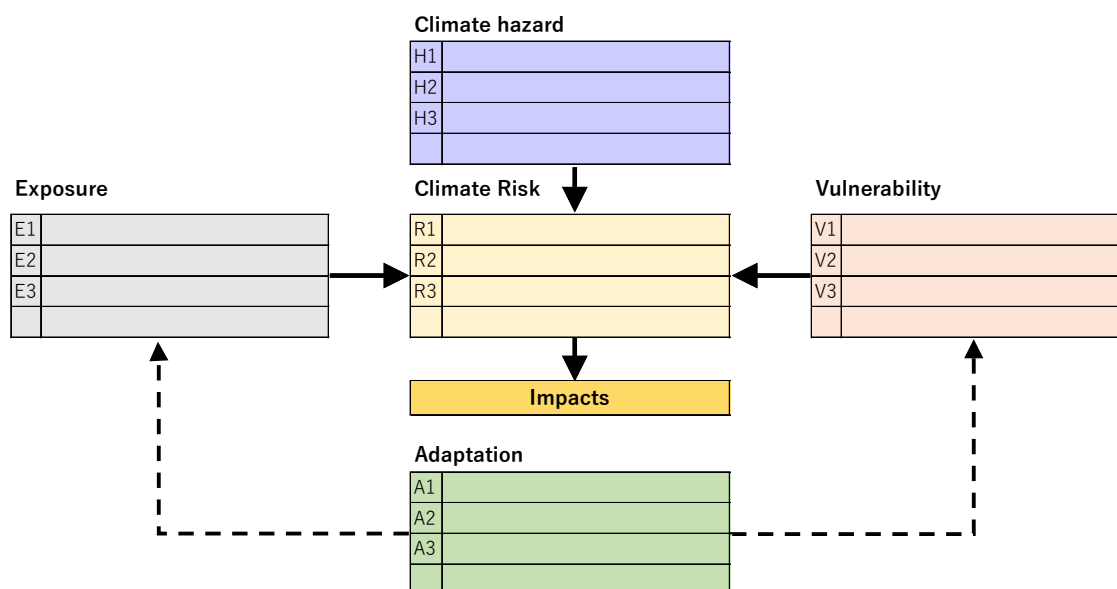 Climate hazard
H1
H2
H3
Exposure
E1
E2
E3
Climate Risk
R1
R2
R3
Vulnerability
V1
V2
V3
Impacts
Adaptation
A1
A2
A3